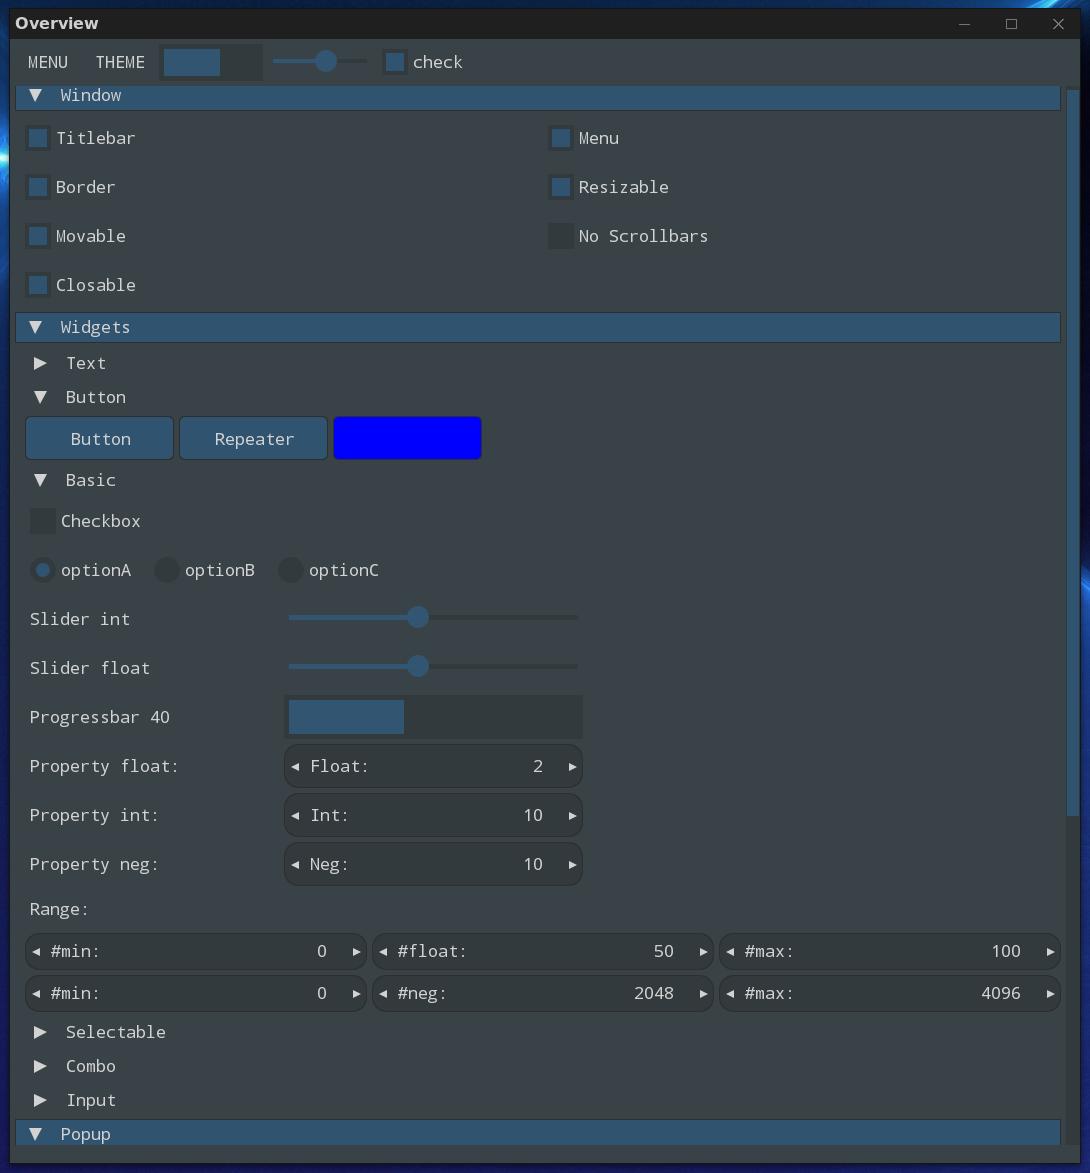 Overview
MENU THEME check
Window
Titlebar Menu
Border Resizable
Movable No Scrollbars
Closable
Widgets
Text
Button
Button Repeater
Basic
Checkbox
optionA optionB optionC
Slider int
Slider float
Progressbar 40
Property float: Float: 2
Property int: Int: 10
Property neg: Neg: 10
Range:
#min: 0 #float: 50 #max: 100
#min: 0 #neg: 2048 #max: 4096
Selectable
Combo
Input
Popup